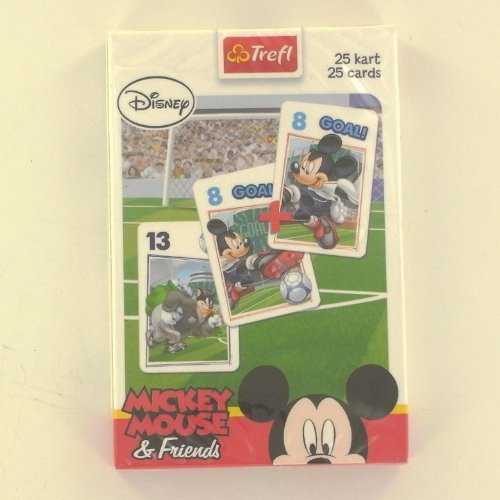 Trefl
25 kart
25 cards
Disney
8 GOAL!
8 GOAL!
13
MICKEY
MOUSE
& Friends